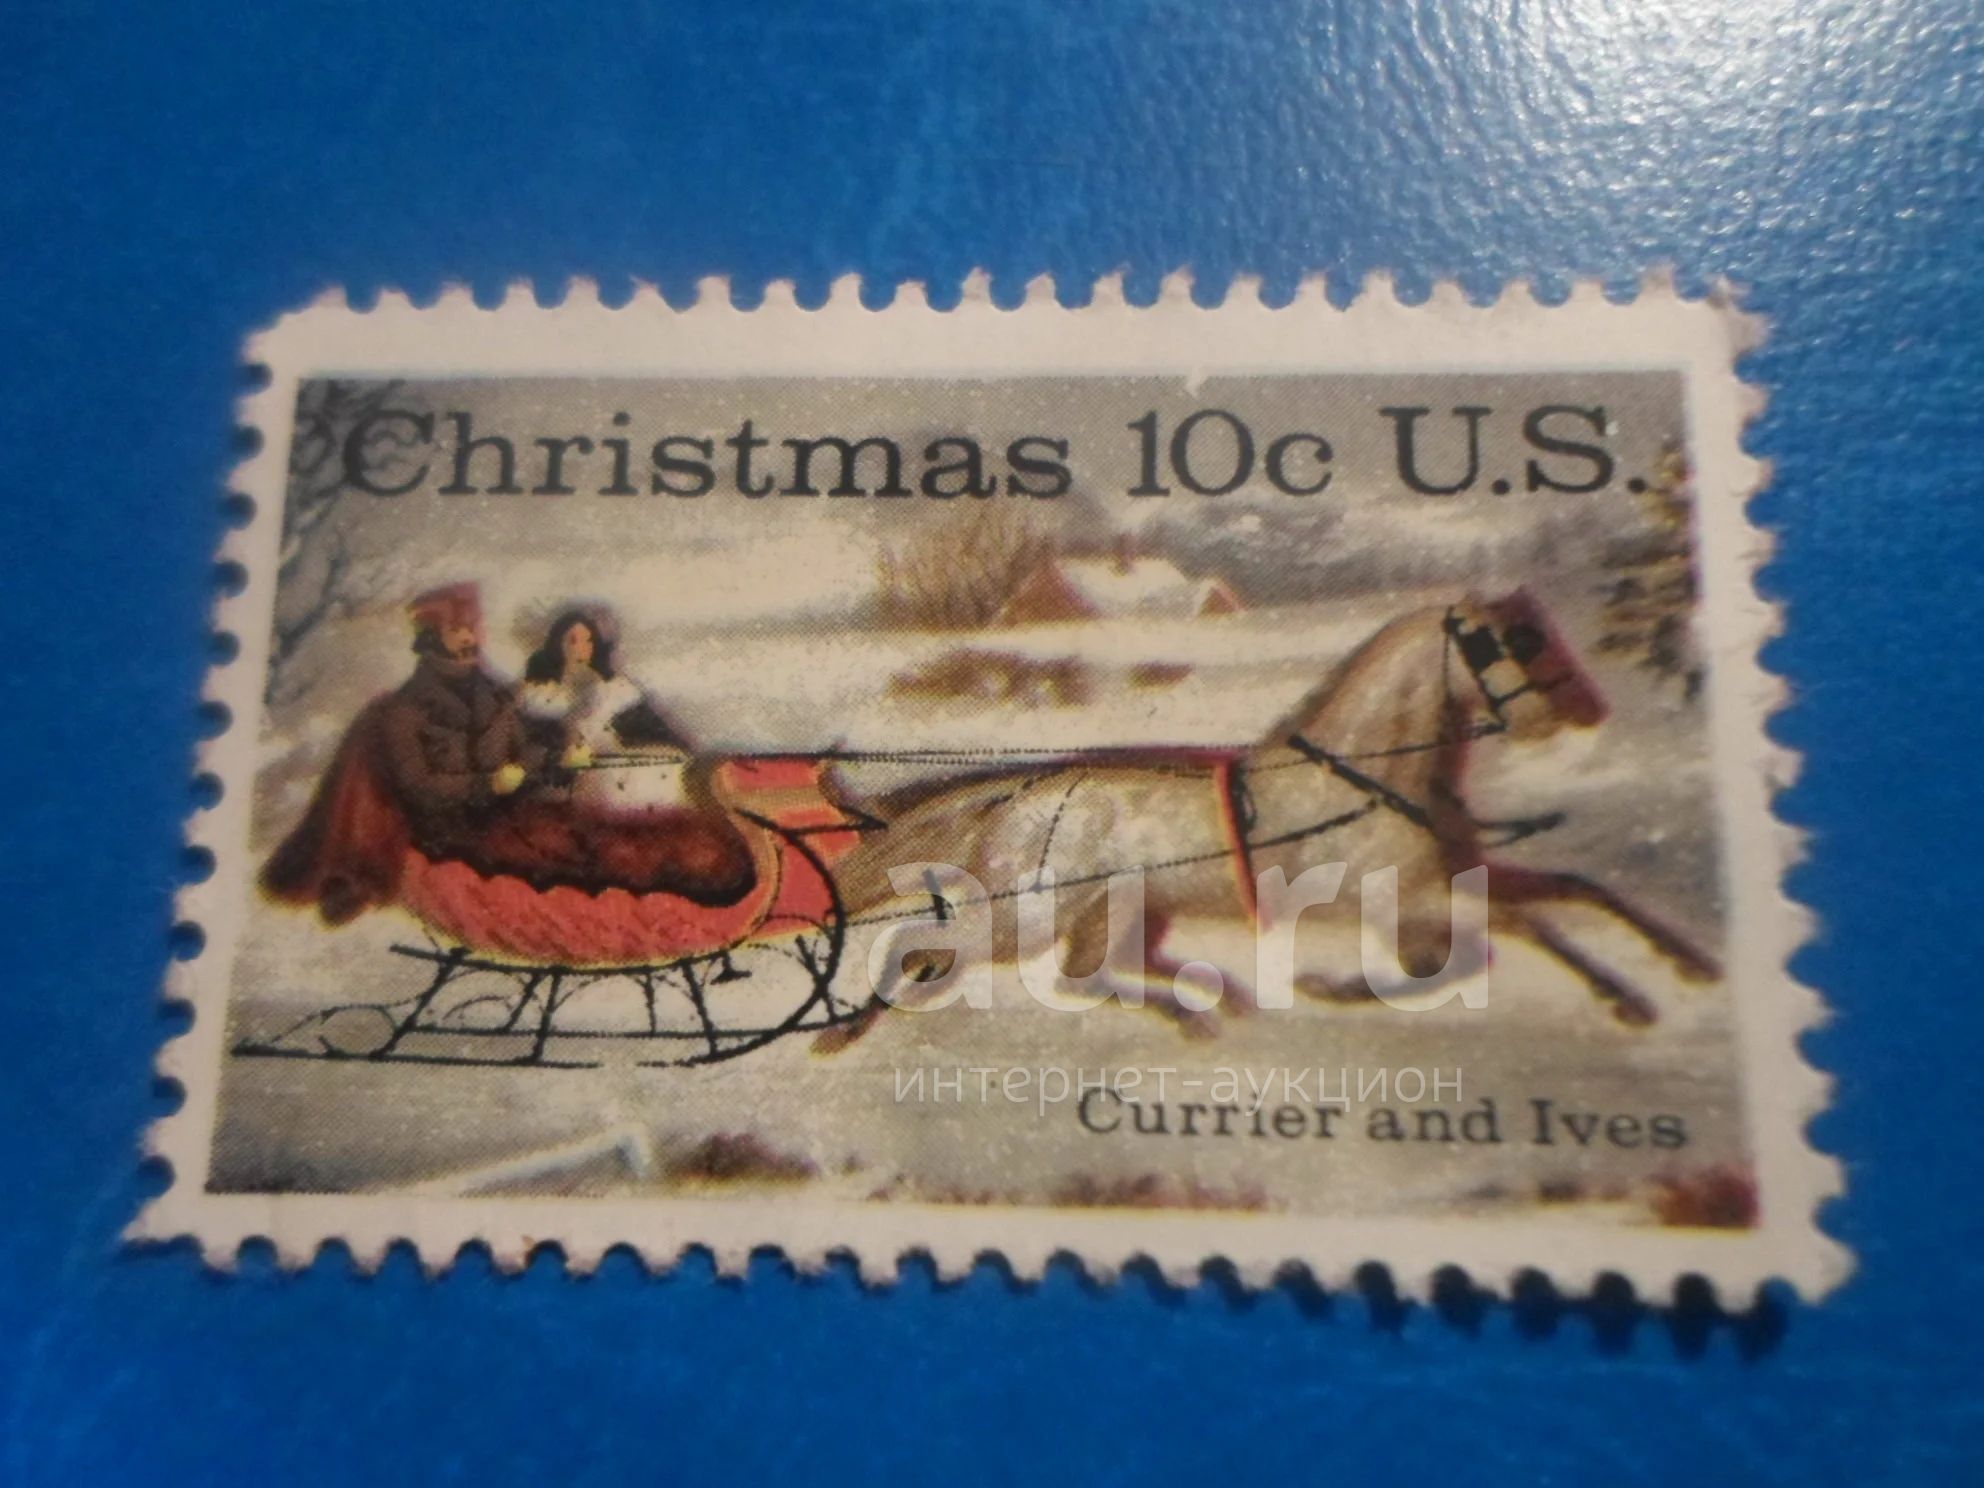 Christmas 10c U.S.
au.ru
интернет-аукцион
Currier and Ives